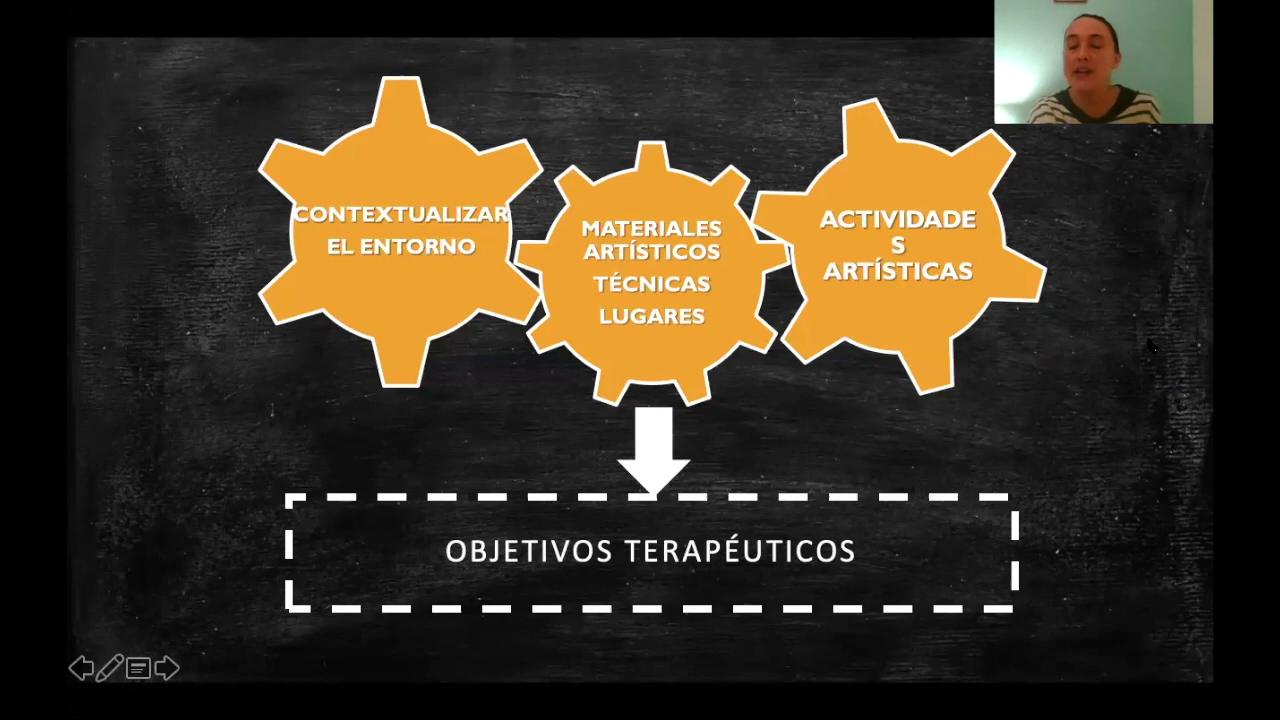 CONTEXTUALIZAR
EL ENTORNO
MATERIALES
ARTÍSTICOS
TÉCNICAS
LUGARES
ACTIVIDADE
S
ARTÍSTICAS
OBJETIVOS TERAPÉUTICOS